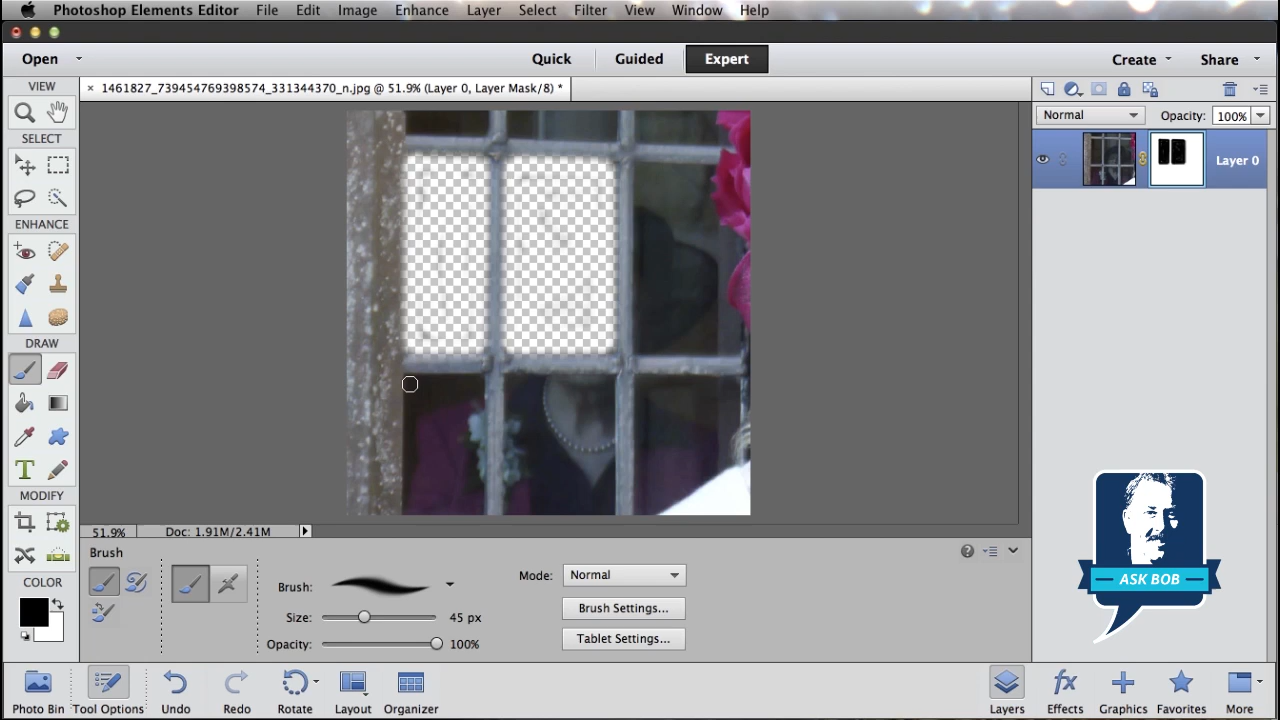 Photoshop Elements Editor File Edit Image Enhance Layer Select Filter View Window Help
Open Quick Guided Expert Create Share
VIEW
× 1461827_739454769398574_331344370_n.jpg @ 51.9% (Layer 0, Layer Mask/8) *
Normal Opacity: 100%
SELECT
Layer 0
ENHANCE
DRAW
T
MODIFY
51.9% Doc: 1.91M/2.41M
Brush
COLOR
Brush:
Mode: Normal
Size: 45 px
Brush Settings...
Opacity: 100%
Tablet Settings...
ASK BOB
Photo Bin Tool Options Undo Redo Rotate Layout Organizer Layers fx Effects Graphics Favorites More